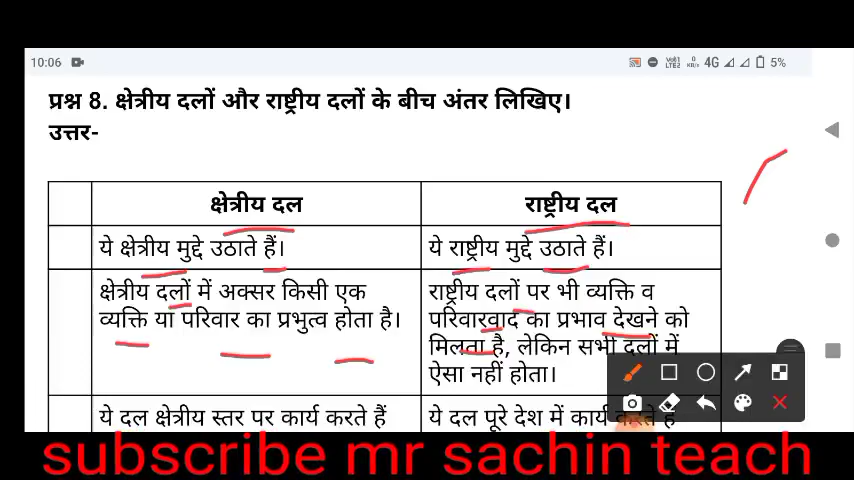 10:06 4G 5%
प्रश्न 8. क्षेत्रीय दलों और राष्ट्रीय दलों के बीच अंतर लिखिए।
उत्तर-
क्षेत्रीय दल राष्ट्रीय दल
ये क्षेत्रीय मुद्दे उठाते हैं। ये राष्ट्रीय मुद्दे उठाते हैं।
क्षेत्रीय दलों में अक्सर किसी एक
व्यक्ति या परिवार का प्रभुत्व होता है।
राष्ट्रीय दलों पर भी व्यक्ति व
परिवारवाद का प्रभाव देखने को
मिलता है, लेकिन सभी दलों में
ऐसा नहीं होता।
ये दल क्षेत्रीय स्तर पर कार्य करते हैं ये दल पूरे देश में कार्य करते हैं
subscribe mr sachin teach